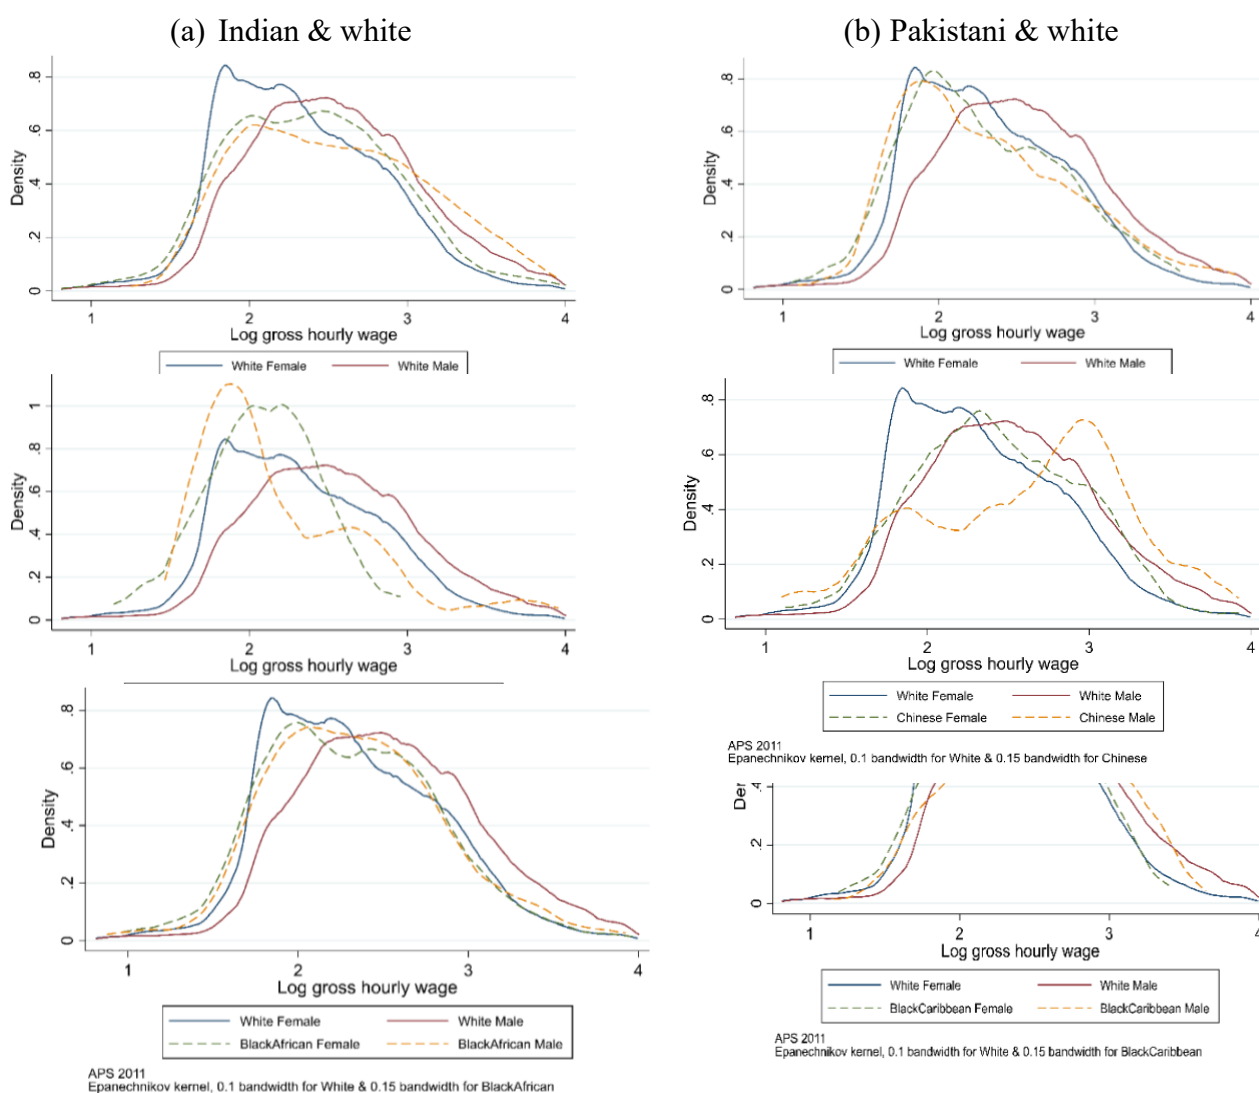 (a) Indian & white
(b) Pakistani & white
Density
.8
.6
.4
.2
0
1
2
3
4
Log gross hourly wage
White Female
White Male
Density
.8
.6
.4
.2
0
1
2
3
4
Log gross hourly wage
White Female
White Male
Density
1
.8
.6
.4
.2
0
1
2
3
4
Log gross hourly wage
Density
.8
.6
.4
.2
0
1
2
3
4
Log gross hourly wage
White Female
White Male
Chinese Female
Chinese Male
APS 2011
Epanechnikov kernel, 0.1 bandwidth for White & 0.15 bandwidth for Chinese
Density
.8
.6
.4
.2
0
1
2
3
4
Log gross hourly wage
White Female
White Male
BlackAfrican Female
BlackAfrican Male
APS 2011
Epanechnikov kernel, 0.1 bandwidth for White & 0.15 bandwidth for BlackAfrican
.4
.2
0
1
2
3
Log gross hourly wage
White Female
White Male
BlackCaribbean Female
BlackCaribbean Male
APS 2011
Epanechnikov kernel, 0.1 bandwidth for White & 0.15 bandwidth for BlackCaribbean